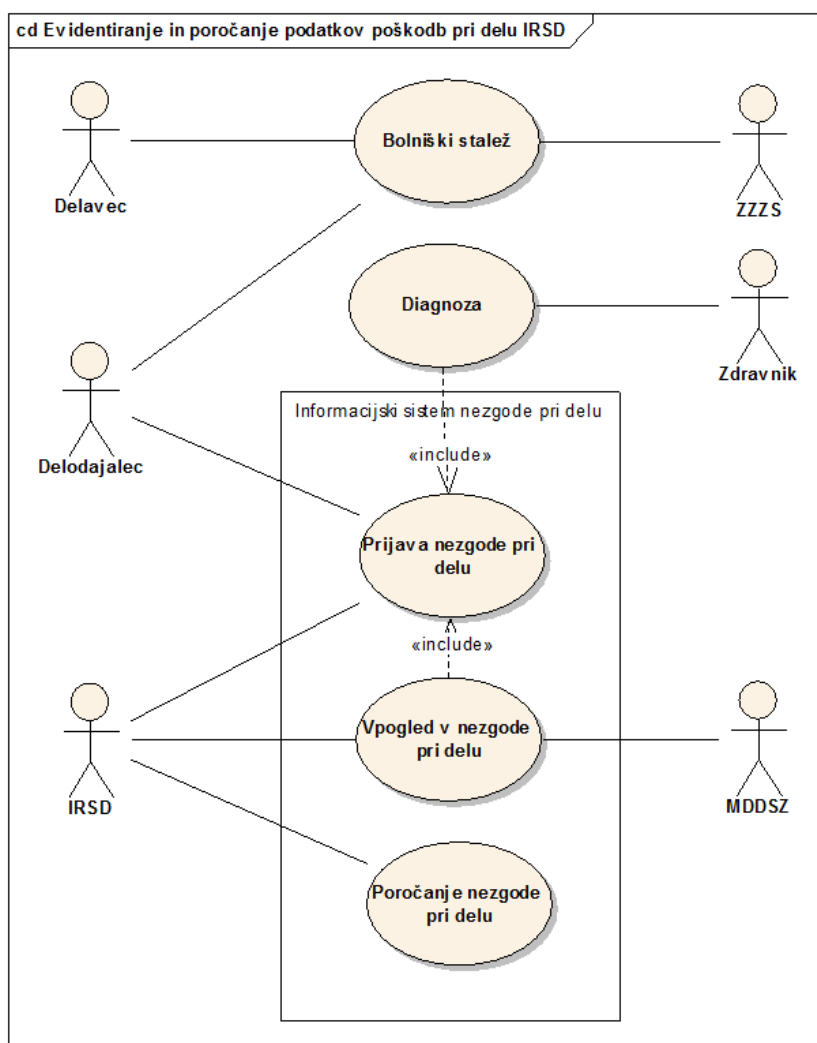 cd Evidentiranje in poročanje podatkov poškodb pri delu IRSD
Delavec
Bolniški stalež
ZZZS
Diagnoza
Zdravnik
Delodajalec
Informacijski sistem nezgode pri delu
«include»
Prijava nezgode pri
delu
«include»
IRSD
Vpogled v nezgode
pri delu
MDDSZ
Poročanje nezgode
pri delu